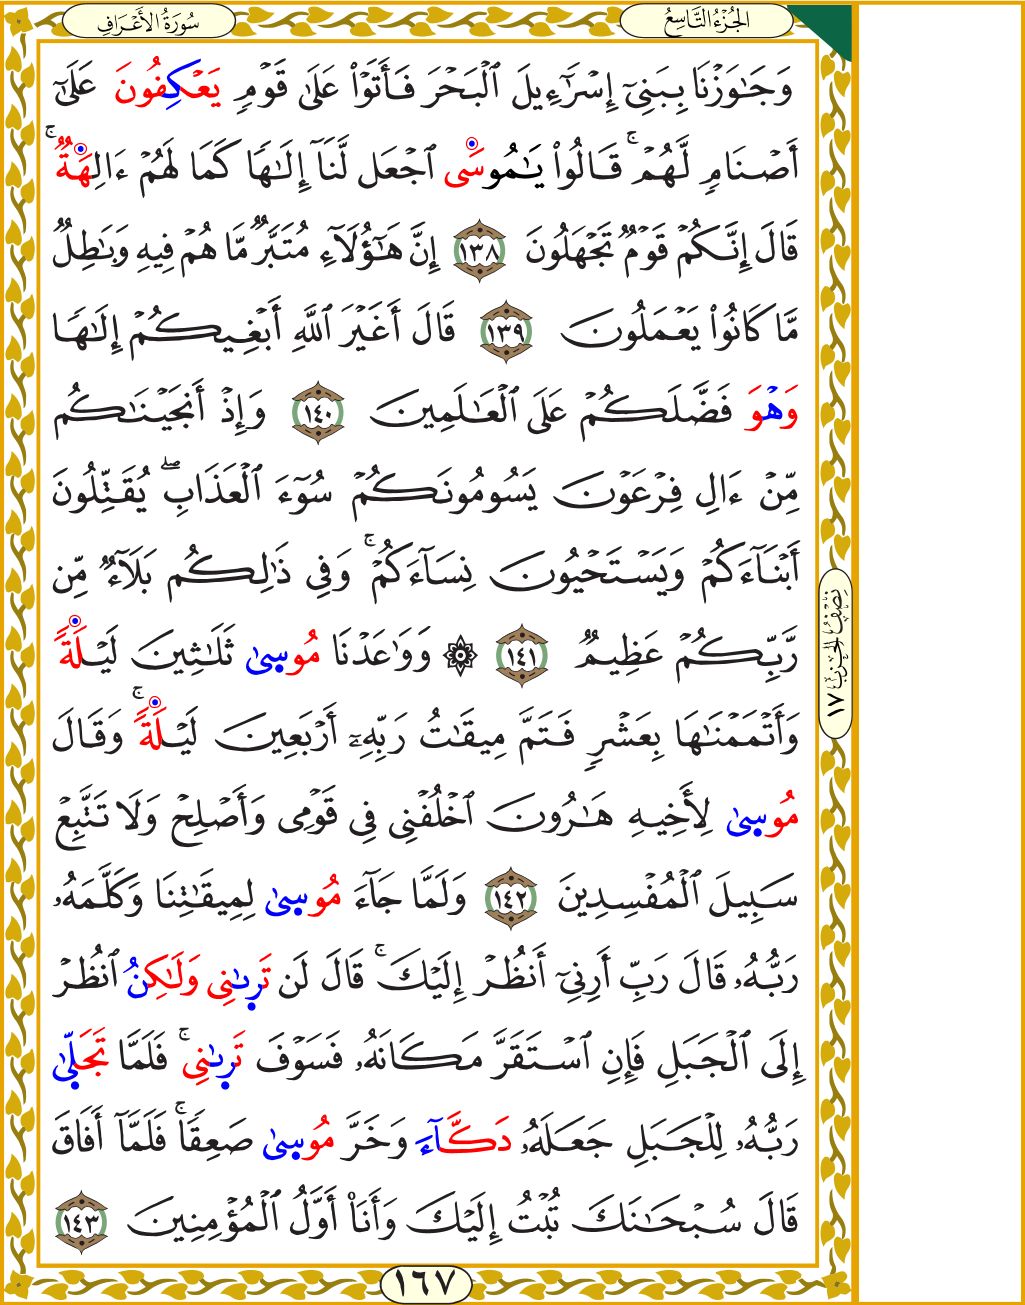 سُورَةُ الأَعْرَافِ
الجُزْءُ التَّاسِعُ
وَجَٰوَزْنَا بِبَنِىٓ إِسْرَٰٓءِيلَ ٱلْبَحْرَ فَأَتَوْا۟ عَلَىٰ قَوْمٍۢ يَعْكِفُونَ عَلَىٰٓ
أَصْنَامٍۢ لَّهُمْ ۚ قَالُوا۟ يَٰمُوسَى ٱجْعَل لَّنَآ إِلَٰهًۭا كَمَا لَهُمْ ءَالِهَةٌۭ ۚ
قَالَ إِنَّكُمْ قَوْمٌۭ تَجْهَلُونَ ١٣٨ إِنَّ هَٰٓؤُلَآءِ مُتَبَّرٌۭ مَّا هُمْ فِيهِ وَبَٰطِلٌۭ
مَّا كَانُوا۟ يَعْمَلُونَ ١٣٩ قَالَ أَغَيْرَ ٱللَّهِ أَبْغِيكُمْ إِلَٰهًۭا
وَهْوَ فَضَّلَكُمْ عَلَى ٱلْعَٰلَمِينَ ١٤٠ وَإِذْ أَنجَيْنَٰكُم
مِّنْ ءَالِ فِرْعَوْنَ يَسُومُونَكُمْ سُوٓءَ ٱلْعَذَابِ ۖ يُقَتِّلُونَ
أَبْنَآءَكُمْ وَيَسْتَحْيُونَ نِسَآءَكُمْ ۚ وَفِى ذَٰلِكُم بَلَآءٌۭ مِّن
رَّبِّكُمْ عَظِيمٌۭ ١٤١ ۞ وَوَٰعَدْنَا مُوسِىٰ ثَلَٰثِينَ لَيْلَةًۭ
وَأَتْمَمْنَٰهَا بِعَشْرٍۢ فَتَمَّ مِيقَٰتُ رَبِّهِۦٓ أَرْبَعِينَ لَيْلَةًۭ ۚ وَقَالَ
مُوسِىٰ لِأَخِيهِ هَٰرُونَ ٱخْلُفْنِى فِى قَوْمِى وَأَصْلِحْ وَلَا تَتَّبِعْ
سَبِيلَ ٱلْمُفْسِدِينَ ١٤٢ وَلَمَّا جَآءَ مُوسِىٰ لِمِيقَٰتِنَا وَكَلَّمَهُۥ
رَبُّهُۥ قَالَ رَبِّ أَرِنِىٓ أَنظُرْ إِلَيْكَ ۚ قَالَ لَن تَرِىٰنِى وَلَٰكِنُ ٱنظُرْ
إِلَى ٱلْجَبَلِ فَإِنِ ٱسْتَقَرَّ مَكَانَهُۥ فَسَوْفَ تَرِىٰنِى ۚ فَلَمَّا تَجَلِّىٰ
رَبُّهُۥ لِلْجَبَلِ جَعَلَهُۥ دَكَّآءَ وَخَرَّ مُوسِىٰ صَعِقًۭا ۚ فَلَمَّآ أَفَاقَ
قَالَ سُبْحَٰنَكَ تُبْتُ إِلَيْكَ وَأَنَا۠ أَوَّلُ ٱلْمُؤْمِنِينَ ١٤٣
نِصْفُ الْحِزْبِ ١٧
١٦٧